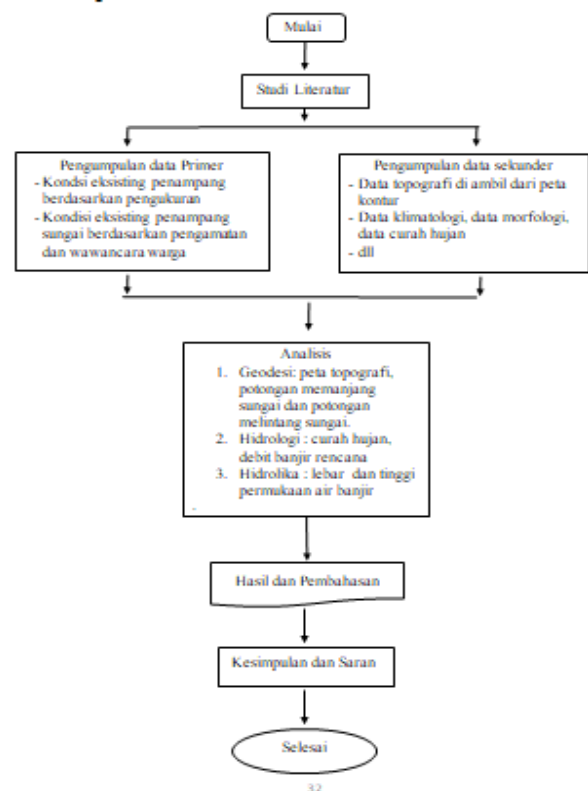 Mulai
Studi Literatur
Pengumpulan data Primer
- Kondsi eksisting penampang
berdasarkan pengukuran
- Kondisi eksisting penampang
sungai berdasarkan pengamatan
dan wawancara warga
Pengumpulan data sekunder
- Data topografi di ambil dari peta
kontur
- Data klimatologi, data morfologi,
data curah hujan
- dll
Analisis
1. Geodesi: peta topografi,
potongan memanjang
sungai dan potongan
melintang sungai.
2. Hidrologi : curah hujan,
debit banjir rencana
3. Hidrolika : lebar dan tinggi
permukaan air banjir
Hasil dan Pembahasan
Kesimpulan dan Saran
Selesai
32